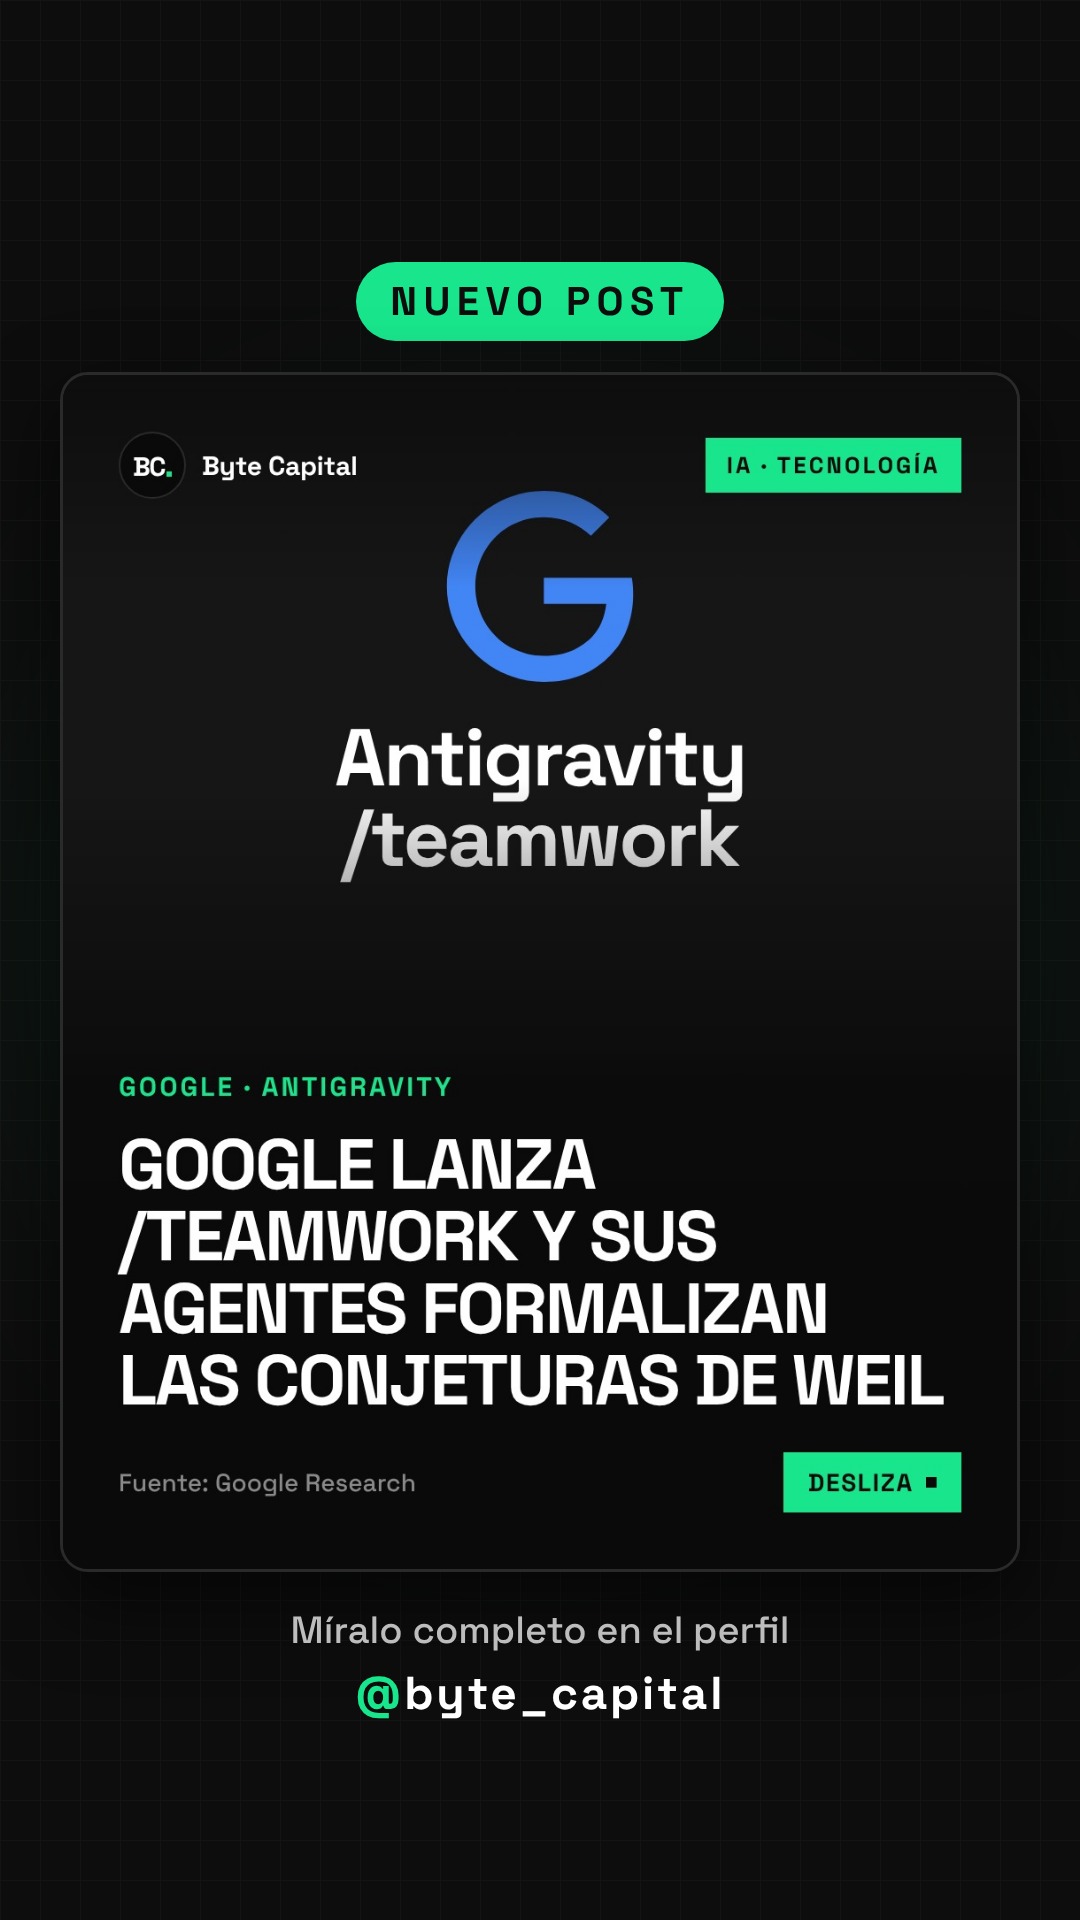 NUEVO POST
BC.
Byte Capital
IA · TECNOLOGÍA
G
Antigravity
/teamwork
GOOGLE · ANTIGRAVITY
GOOGLE LANZA
/TEAMWORK Y SUS
AGENTES FORMALIZAN
LAS CONJETURAS DE WEIL
Fuente: Google Research
DESLIZA
Míralo completo en el perfil
@byte_capital